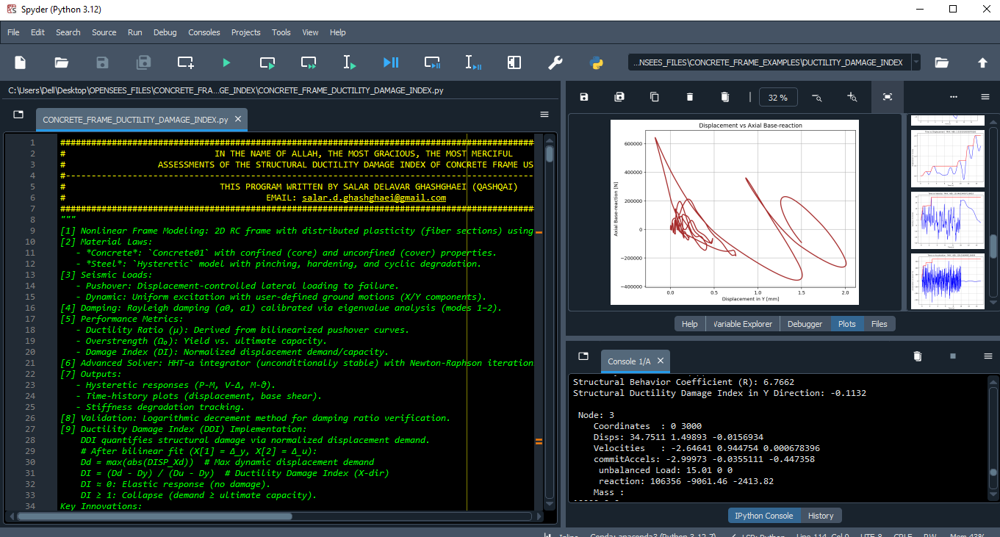 Spyder (Python 3.12)
File Edit Search Source Run Debug Consoles Projects Tools View Help
...NSEES_FILES\CONCRETE_FRAME_EXAMPLES\DUCTILITY_DAMAGE_INDEX
C:\Users\Dell\Desktop\OPENSEES_FILES\CONCRETE_FRA...GE_INDEX\CONCRETE_FRAME_DUCTILITY_DAMAGE_INDEX.py
CONCRETE_FRAME_DUCTILITY_DAMAGE_INDEX.py
1 ####################################################################################
2 # IN THE NAME OF ALLAH, THE MOST GRACIOUS, THE MOST MERCIFUL
3 # ASSESSMENTS OF THE STRUCTURAL DUCTILITY DAMAGE INDEX OF CONCRETE FRAME US
4 #-----------------------------------------------------------------------------------
5 # THIS PROGRAM WRITTEN BY SALAR DELAVAR GHASHGHAEI (QASHQAI)
6 # EMAIL: salar.d.ghashghaei@gmail.com
7 ####################################################################################
8 """
9 [1] Nonlinear Frame Modeling: 2D RC frame with distributed plasticity (fiber sections) using
10 [2] Material Laws:
11 - *Concrete*: `Concrete01` with confined (core) and unconfined (cover) properties.
12 - *Steel*: `Hysteretic` model with pinching, hardening, and cyclic degradation.
13 [3] Seismic Loads:
14 - Pushover: Displacement-controlled lateral loading to failure.
15 - Dynamic: Uniform excitation with user-defined ground motions (X/Y components).
16 [4] Damping: Rayleigh damping (a0, a1) calibrated via eigenvalue analysis (modes 1–2).
17 [5] Performance Metrics:
18 - Ductility Ratio (μ): Derived from bilinearized pushover curves.
19 - Overstrength (Ω₀): Yield vs. ultimate capacity.
20 - Damage Index (DI): Normalized displacement demand/capacity.
21 [6] Advanced Solver: HHT-α integrator (unconditionally stable) with Newton-Raphson iteration
22 [7] Outputs:
23 - Hysteretic responses (P-M, V-Δ, M-θ).
24 - Time-history plots (displacement, base shear).
25 - Stiffness degradation tracking.
26 [8] Validation: Logarithmic decrement method for damping ratio verification.
27 [9] Ductility Damage Index (DDI) Implementation:
28 DDI quantifies structural damage via normalized displacement demand.
29 # After bilinear fit (X[1] = Δ_y, X[2] = Δ_u):
30 Dd = max(abs(DISP_Xd)) # Max dynamic displacement demand
31 DI = (Dd - Dy) / (Du - Dy) # Ductility Damage Index (X-dir)
32 DI ≈ 0: Elastic response (no damage).
33 DI ≥ 1: Collapse (demand ≥ ultimate capacity).
34 Key Innovations:
32 %
Displacement vs Axial Base-reaction
Axial Base-reaction [N]
600000
400000
200000
0
−200000
−400000
0.0 0.5 1.0 1.5 2.0
Displacement in Y [mm]
Help Variable Explorer Debugger Plots Files
Console 1/A
Structural Behavior Coefficient (R): 6.7662
Structural Ductility Damage Index in Y Direction: -0.1132
Node: 3
Coordinates : 0 3000
Disps: 34.7511 1.49893 -0.0156934
Velocities : -2.64641 0.944754 0.000678396
commitAccels: -2.99973 -0.0355111 -0.447358
unbalanced Load: 15.01 0 0
reaction: 106356 -9061.46 -2413.82
Mass :
IPython Console History